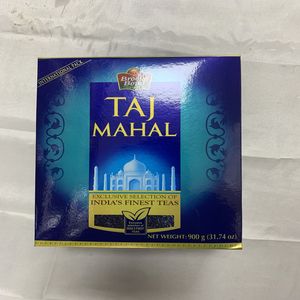 INTERNATIONAL PACK
Brooke
Bond
TAJ
MAHAL
EXCLUSIVE SELECTION OF
INDIA'S FINEST TEAS
NET WEIGHT: 900 g (31.74 oz)